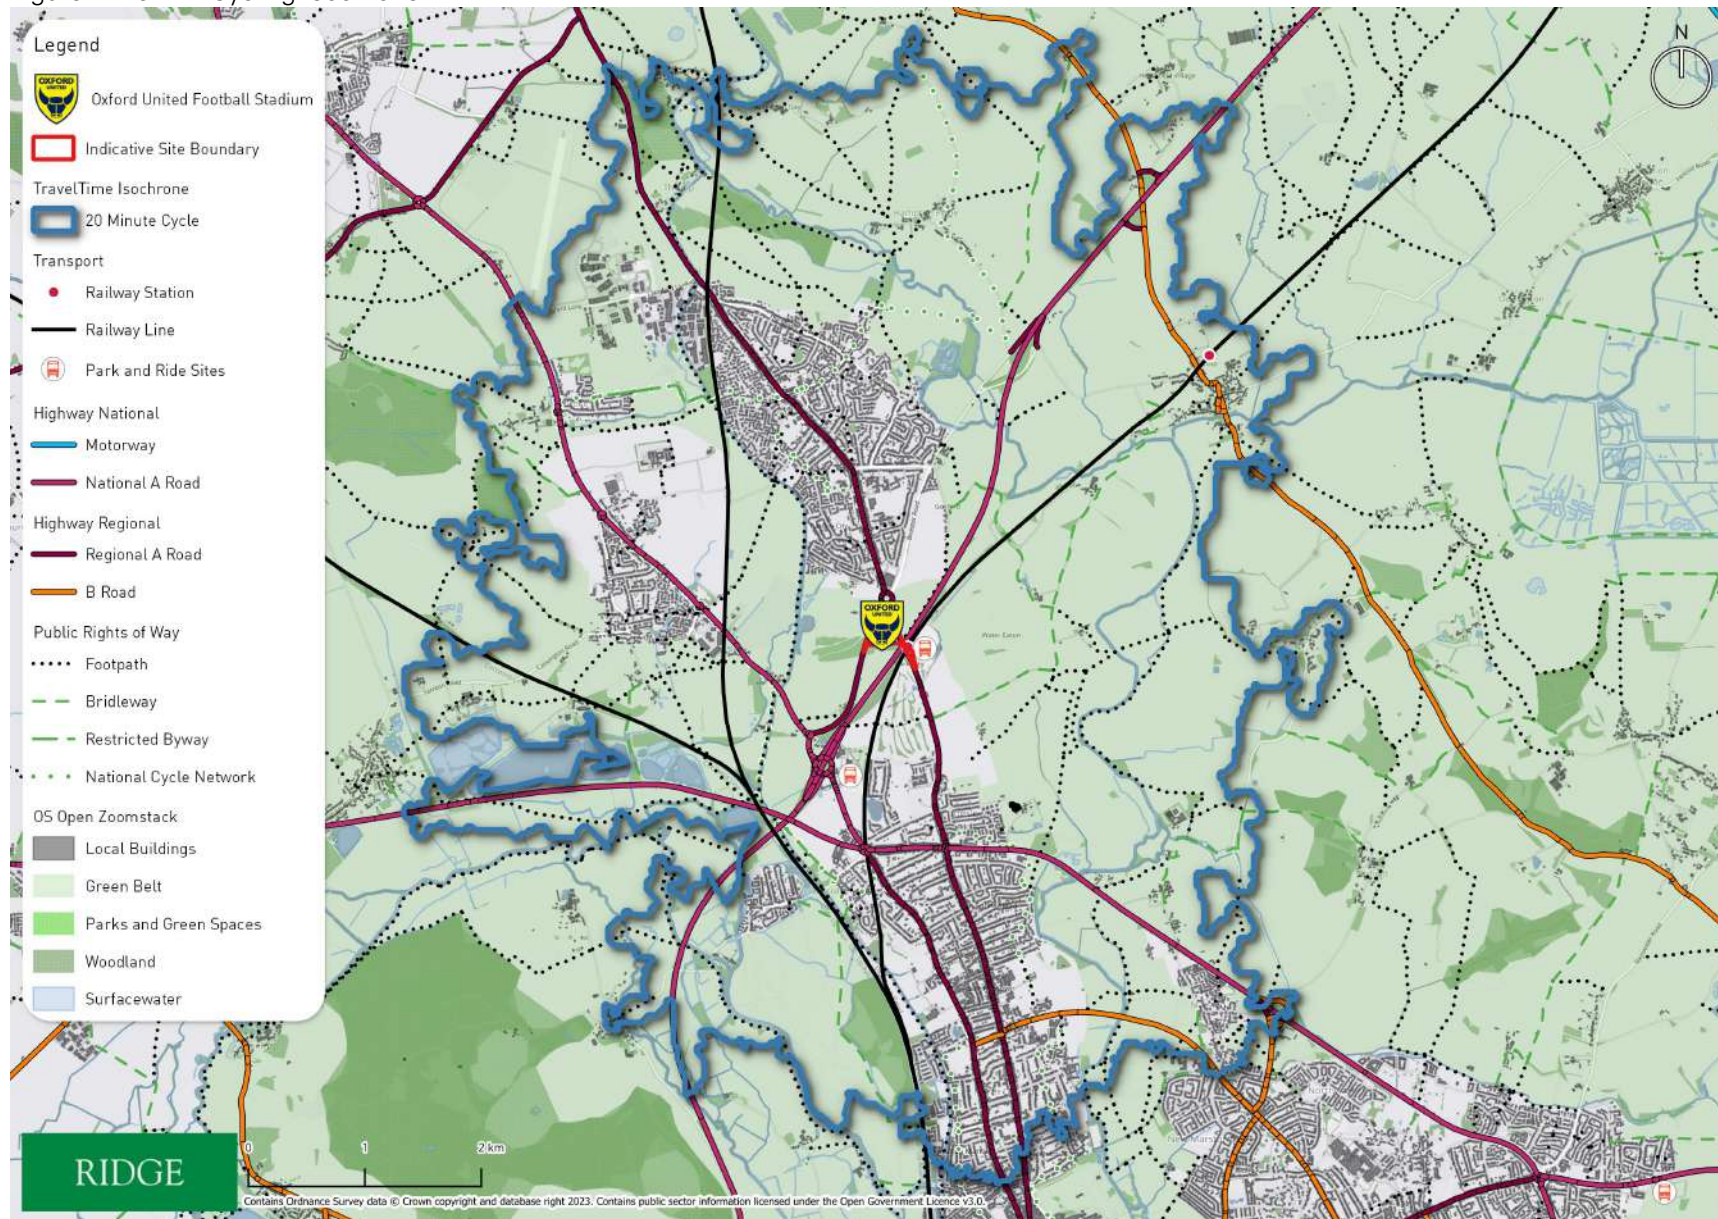 Legend
OXFORD
UNITED
Oxford United Football Stadium
Indicative Site Boundary
TravelTime Isochrone
20 Minute Cycle
Transport
Railway Station
Railway Line
Park and Ride Sites
Highway National
Motorway
National A Road
Highway Regional
Regional A Road
B Road
Public Rights of Way
Footpath
Bridleway
Restricted Byway
National Cycle Network
OS Open Zoomstack
Local Buildings
Green Belt
Parks and Green Spaces
Woodland
Surfacewater
N
OXFORD
UNITED
Water Eaton
0 1 2 km
RIDGE
Contains Ordnance Survey data © Crown copyright and database right 2023. Contains public sector information licensed under the Open Government Licence v3.0.